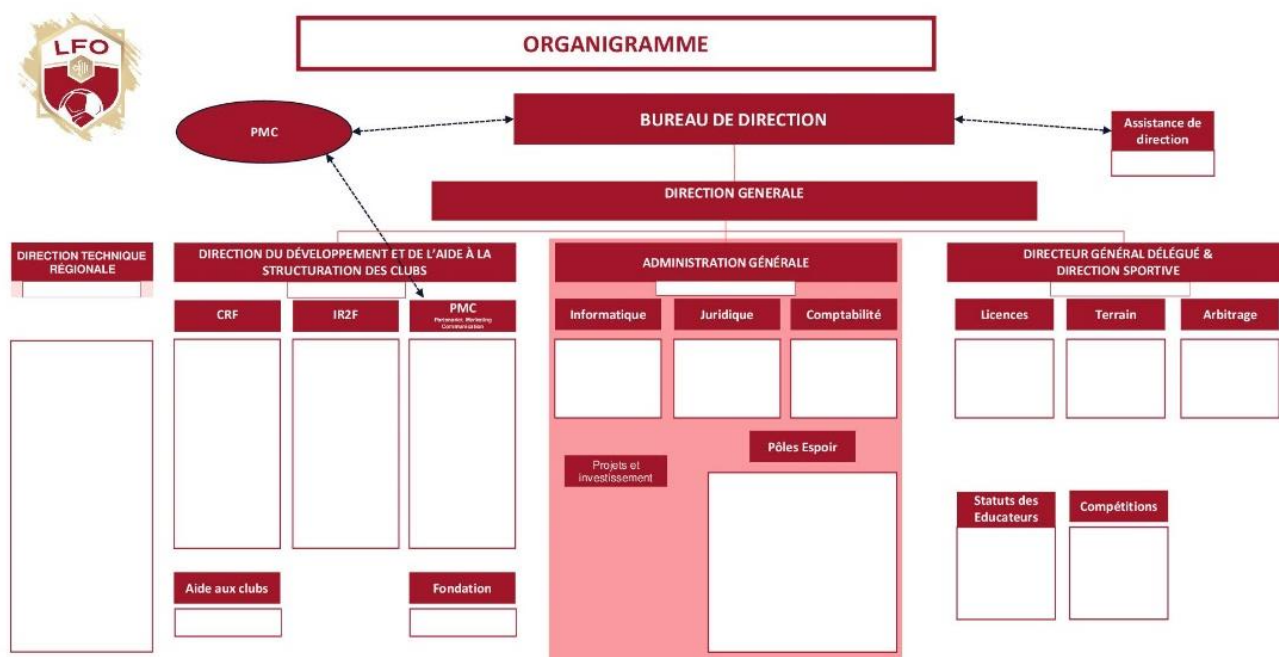 LFO
ORGANIGRAMME
PMC
BUREAU DE DIRECTION
Assistance de
direction
DIRECTION GENERALE
DIRECTION TECHNIQUE
RÉGIONALE
DIRECTION DU DÉVELOPPEMENT ET DE L'AIDE À LA
STRUCTURATION DES CLUBS
ADMINISTRATION GÉNÉRALE
DIRECTEUR GÉNÉRAL DÉLÉGUÉ &
DIRECTION SPORTIVE
CRF
IR2F
PMC
Partenariat, Marketing
Communication
Informatique
Juridique
Comptabilité
Licences
Terrain
Arbitrage
Pôles Espoir
Projets et
investissement
Statuts des
Educateurs
Compétitions
Aide aux clubs
Fondation